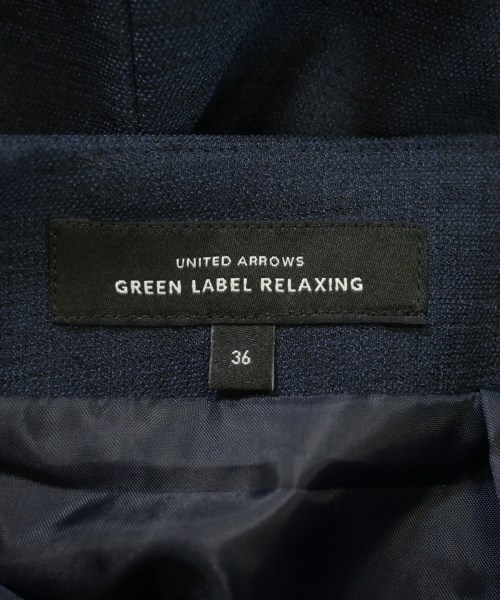 UNITED ARROWS
GREEN LABEL RELAXING
36